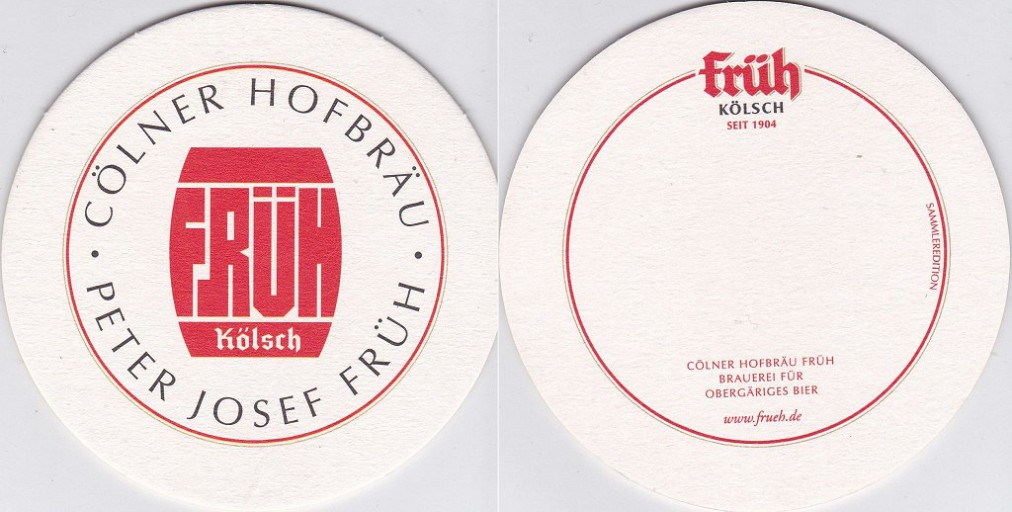 CÖLNER HOFBRÄU
FRÜH
Kölsch
• PETER JOSEF FRÜH •
früh
KÖLSCH
SEIT 1904
SAMMLEREDITION
CÖLNER HOFBRÄU FRÜH
BRAUEREI FÜR
OBERGÄRIGES BIER
www.frueh.de